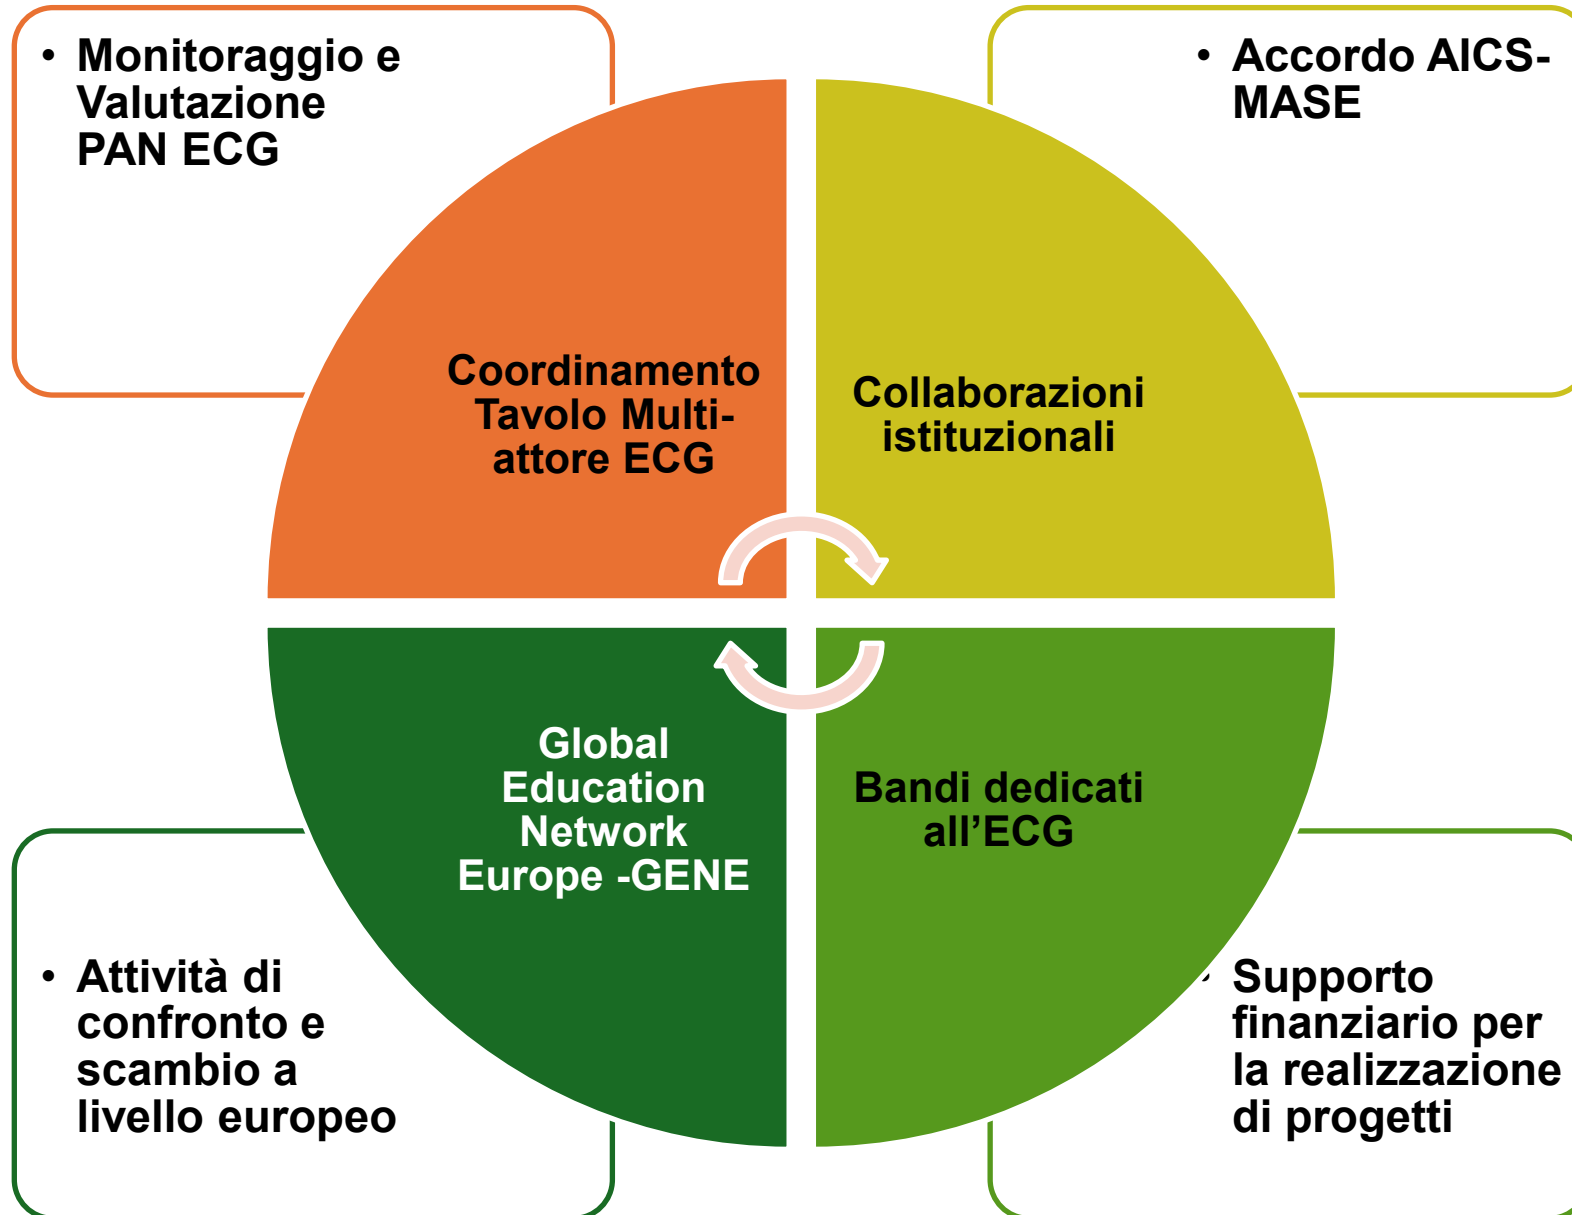 • Monitoraggio e
Valutazione
PAN ECG
• Accordo AICS-
MASE
Coordinamento
Tavolo Multi-
attore ECG
Collaborazioni
istituzionali
Global
Education
Network
Europe -GENE
Bandi dedicati
all’ECG
• Attività di
confronto e
scambio a
livello europeo
• Supporto
finanziario per
la realizzazione
di progetti